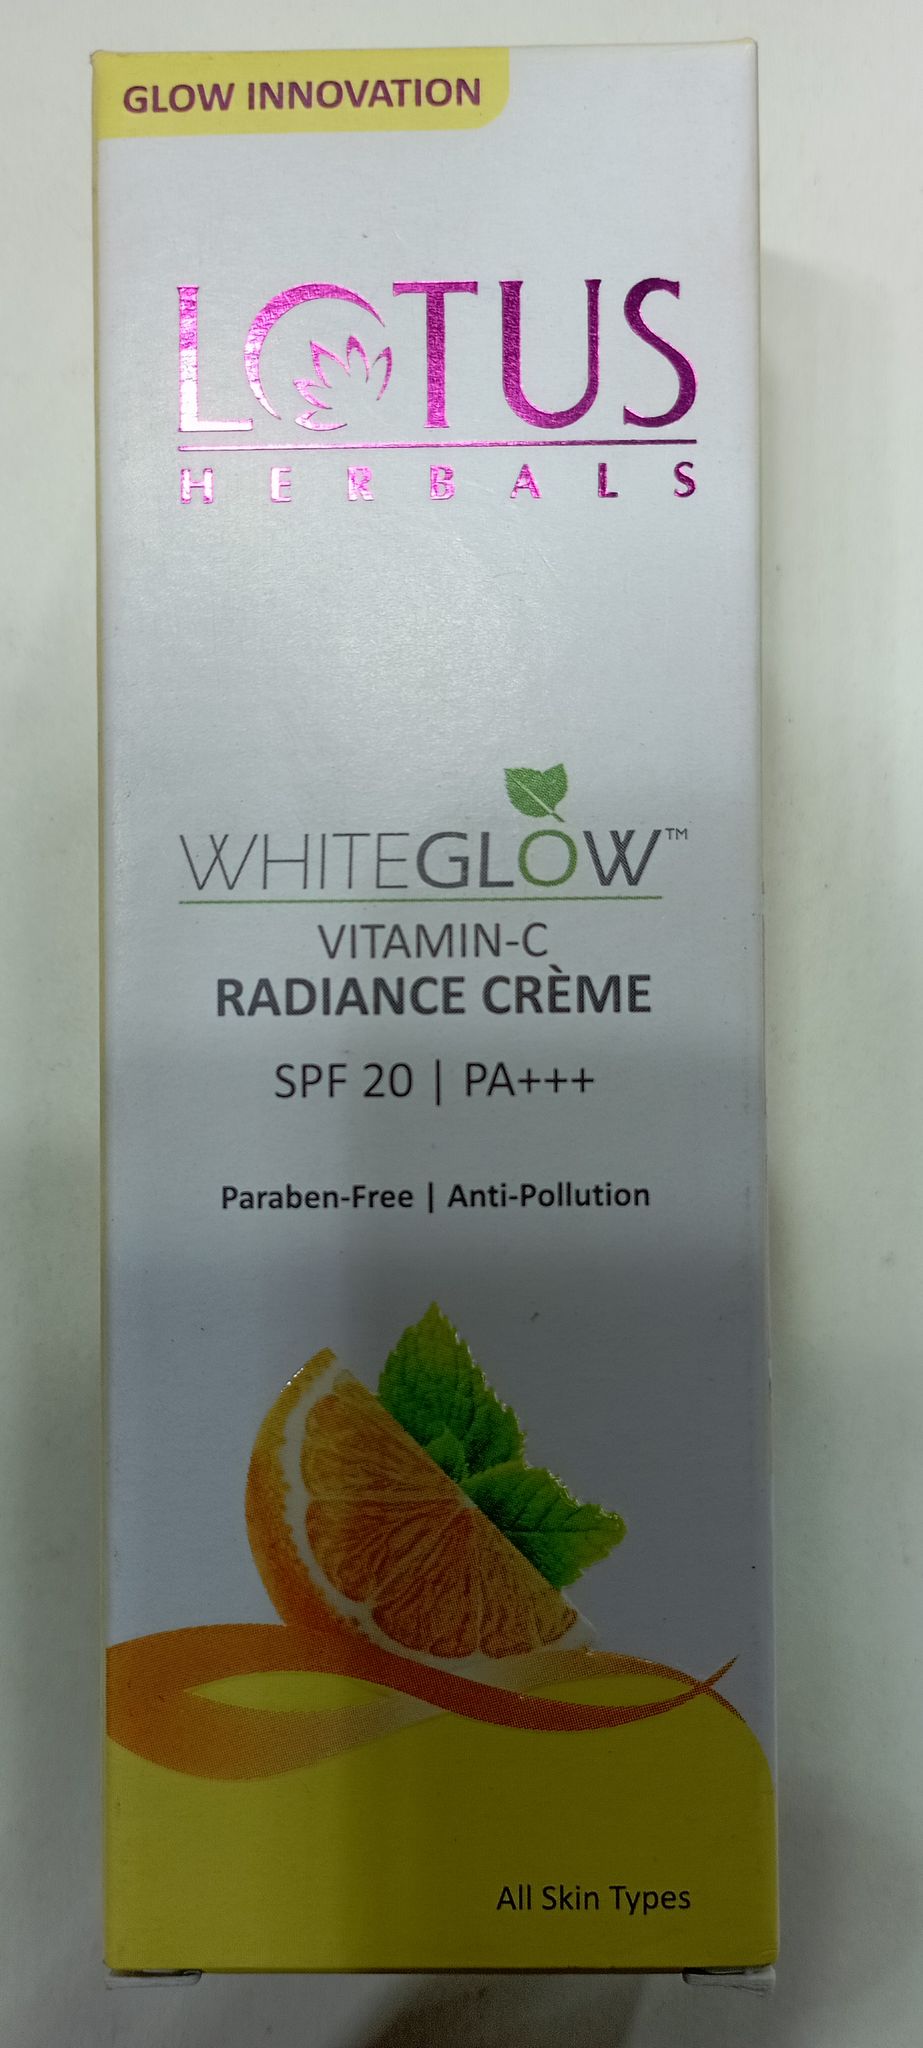 GLOW INNOVATION
LOTUS
HERBALS
WHITEGLOW™
VITAMIN-C
RADIANCE CRÈME
SPF 20 | PA+++
Paraben-Free | Anti-Pollution
All Skin Types